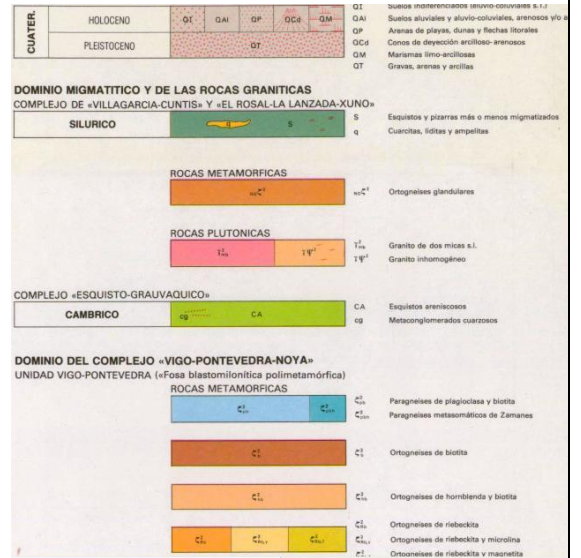 QI Suelos indiferenciados (eluvio-coluviales s.l.)
CUATER.
HOLOCENO QI QAl QP QCd QM
QAl Suelos aluviales y aluvio-coluviales, arenosos y/o a
QP Arenas de playas, dunas y flechas litorales
QCd Conos de deyección arcilloso-arenosos
QM Marismas limo-arcillosas
PLEISTOCENO QT
QT Gravas, arenas y arcillas
DOMINIO MIGMATITICO Y DE LAS ROCAS GRANITICAS
COMPLEJO DE «VILLAGARCIA-CUNTIS» Y «EL ROSAL-LA LANZADA-XUNO»
SILURICO q S
S Esquistos y pizarras más o menos migmatizados
q Cuarcitas, liditas y ampelitas
ROCAS METAMORFICAS
Ortogneises glandulares
ROCAS PLUTONICAS
Granito de dos micas s.l.
Granito inhomogéneo
COMPLEJO «ESQUISTO-GRAUVAQUICO»
CAMBRICO cg CA
CA Esquistos areniscosos
cg Metaconglomerados cuarzosos
DOMINIO DEL COMPLEJO «VIGO-PONTEVEDRA-NOYA»
UNIDAD VIGO-PONTEVEDRA («Fosa blastomilonítica polimetamórfica)
ROCAS METAMORFICAS
Paragneises de plagioclasa y biotita
Paragneises metasomáticos de Zamanes
Ortogneises de biotita
Ortogneises de hornblenda y biotita
Ortogneises de riebeckita
Ortogneises de riebeckita y microlina
Ortogneises de riebeckita y magnetita